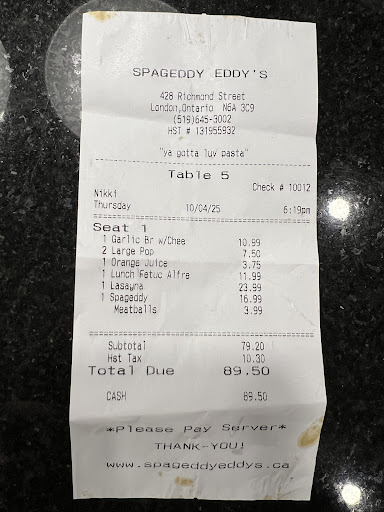 SPAGEDDY EDDY'S
428 Richmond Street
London,Ontario N6A 3C9
(519)645-3002
HST # 131955932
"ya gotta luv pasta"
Table 5
Check # 10012
Nikki
Thursday 10/04/25 6:19pm
Seat 1
1 Garlic Br w/Chee 10.99
2 Large Pop 7.50
1 Orange Juice 3.75
1 Lunch Fetuc Alfre 11.99
1 Lasagna 23.99
1 Spageddy 16.99
Meatballs 3.99
Subtotal 79.20
Hst Tax 10.30
Total Due 89.50
CASH 89.50
*Please Pay Server*
THANK-YOU!
www.spageddyeddys.ca